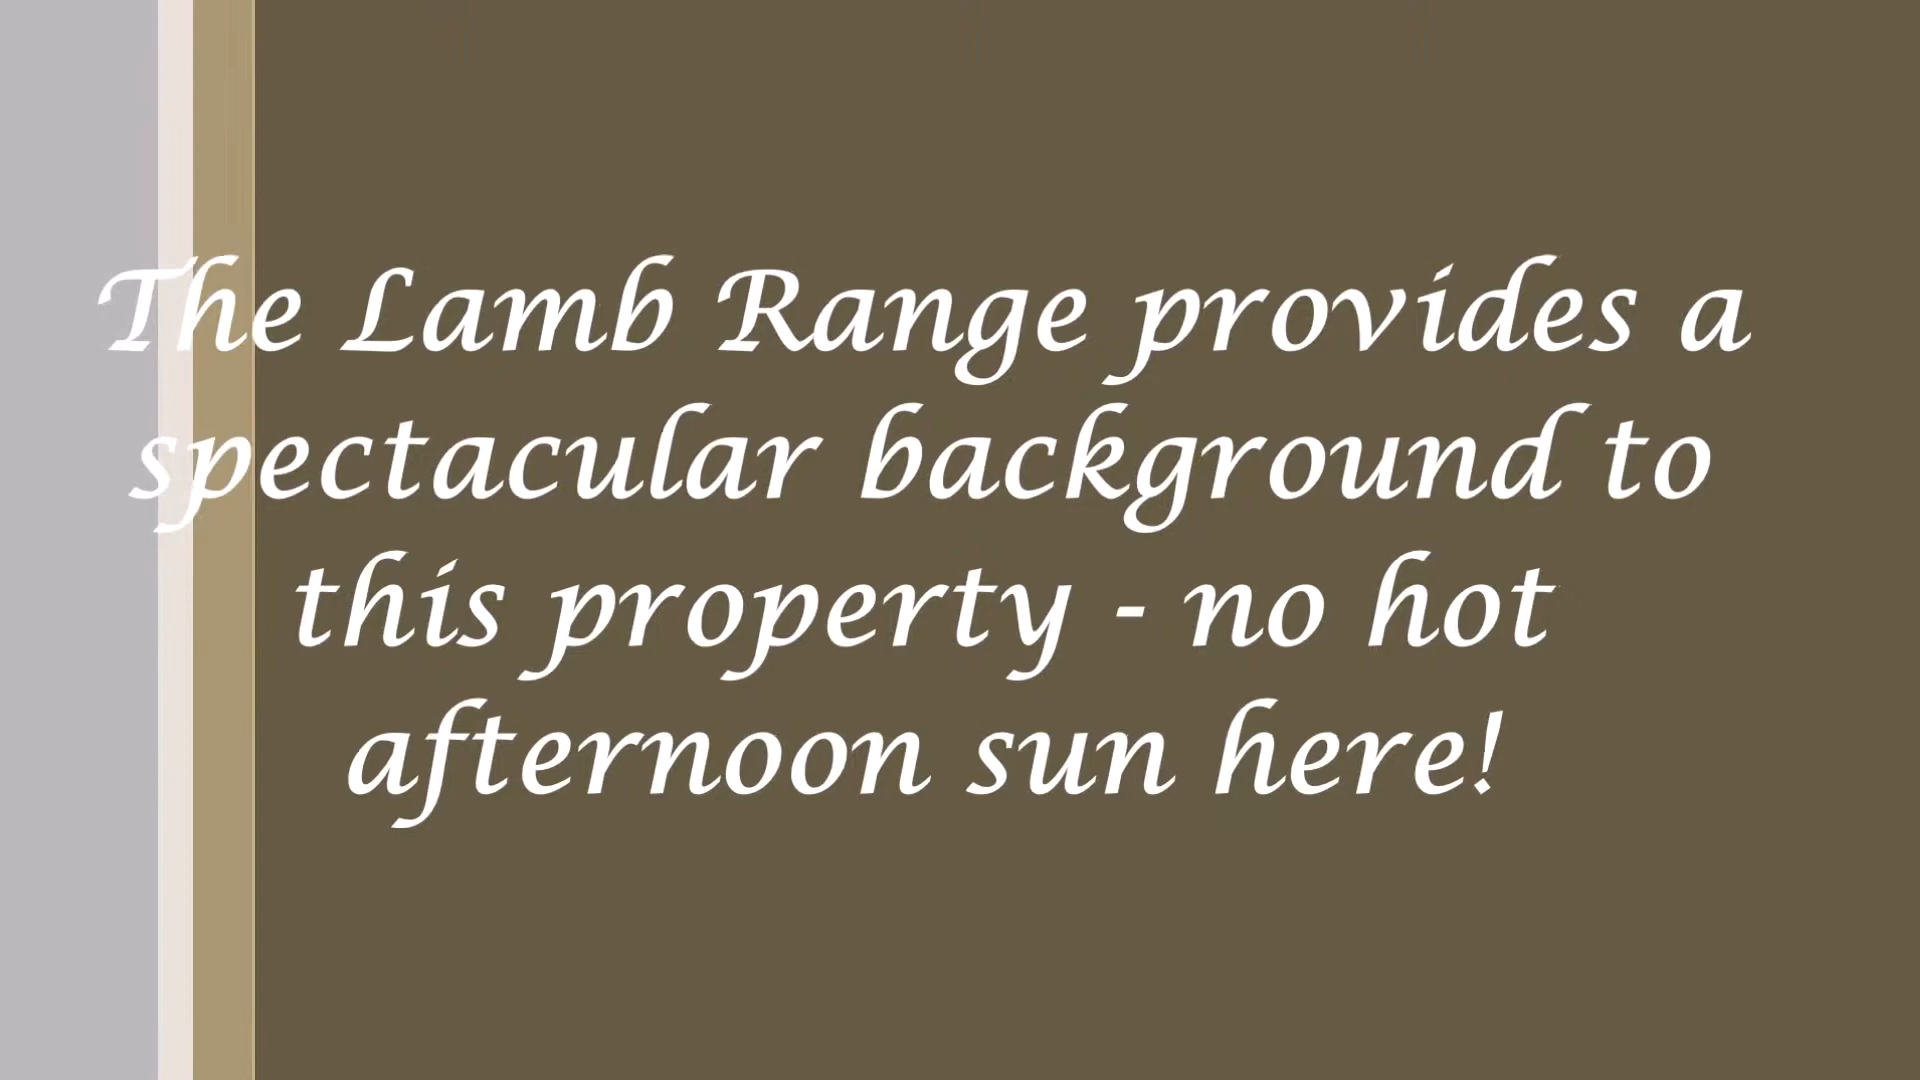 The Lamb Range provides a
spectacular background to
this property - no hot
afternoon sun here!